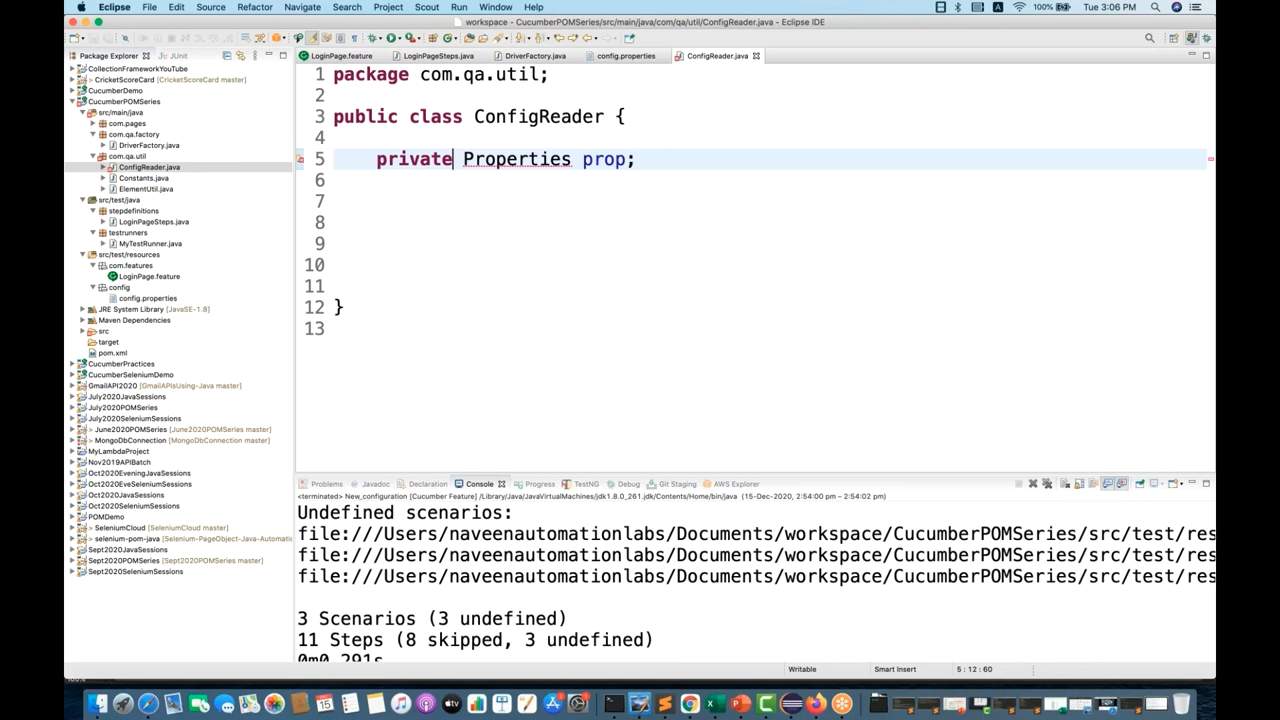 Eclipse File Edit Source Refactor Navigate Search Project Scout Run Window Help 100% Tue 3:06 PM
workspace - CucumberPOMSeries/src/main/java/com/qa/util/ConfigReader.java - Eclipse IDE
Package Explorer JUnit
LoginPage.feature LoginPageSteps.java DriverFactory.java config.properties ConfigReader.java
CollectionFrameworkYouTube
> CricketScoreCard [CricketScoreCard master]
CucumberDemo
CucumberPOMSeries
src/main/java
com.pages
com.qa.factory
DriverFactory.java
com.qa.util
ConfigReader.java
Constants.java
ElementUtil.java
src/test/java
stepdefinitions
LoginPageSteps.java
testrunners
MyTestRunner.java
src/test/resources
com.features
LoginPage.feature
config
config.properties
JRE System Library [JavaSE-1.8]
Maven Dependencies
src
target
pom.xml
CucumberPractices
CucumberSeleniumDemo
GmailAPI2020 [GmailAPIsUsing-Java master]
July2020JavaSessions
July2020POMSeries
July2020SeleniumSessions
> June2020POMSeries [June2020POMSeries master]
> MongoDbConnection [MongoDbConnection master]
MyLambdaProject
Nov2019APIBatch
Oct2020EveningJavaSessions
Oct2020EveSeleniumSessions
Oct2020JavaSessions
Oct2020SeleniumSessions
POMDemo
> SeleniumCloud [SeleniumCloud master]
> selenium-pom-java [Selenium-PageObject-Java-Automatic
Sept2020JavaSessions
> Sept2020POMSeries [Sept2020POMSeries master]
Sept2020SeleniumSessions
1 package com.qa.util;
2
3 public class ConfigReader {
4
5 private Properties prop;
6
7
8
9
10
11
12 }
13
Problems Javadoc Declaration Console Progress TestNG Debug Git Staging AWS Explorer
<terminated> New_configuration [Cucumber Feature] /Library/Java/JavaVirtualMachines/jdk1.8.0_261.jdk/Contents/Home/bin/java (15-Dec-2020, 2:54:00 pm – 2:54:02 pm)
Undefined scenarios:
file:///Users/naveenautomationlabs/Documents/workspace/CucumberPOMSeries/src/test/res
file:///Users/naveenautomationlabs/Documents/workspace/CucumberPOMSeries/src/test/res
file:///Users/naveenautomationlabs/Documents/workspace/CucumberPOMSeries/src/test/res
3 Scenarios (3 undefined)
11 Steps (8 skipped, 3 undefined)
0m0.291s
Writable Smart Insert 5 : 12 : 60